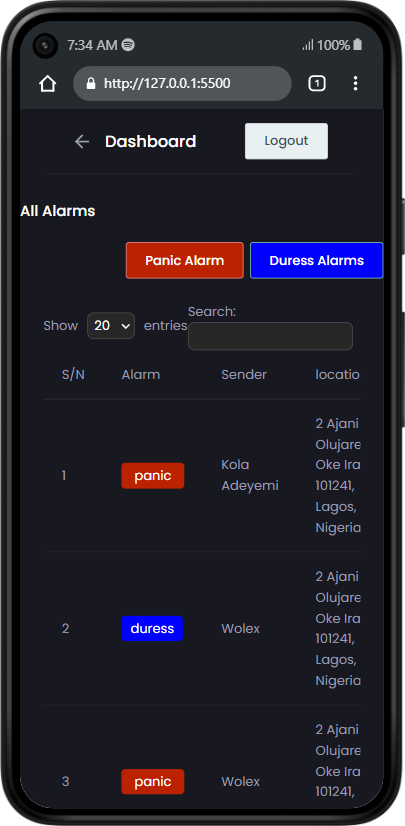 7:34 AM 100%
http://127.0.0.1:5500 1
Dashboard Logout
All Alarms
Panic Alarm Duress Alarms
Search:
Show 20 entries
S/N Alarm Sender locatio
2 Ajani
Olujare
Kola Oke Ira
1 panic 101241,
Adeyemi Lagos,
Nigeria
2 Ajani
Olujare
Oke Ira
2 duress Wolex 101241,
Lagos,
Nigeria
2 Ajani
Olujare
Oke Ira
3 panic Wolex 101241,